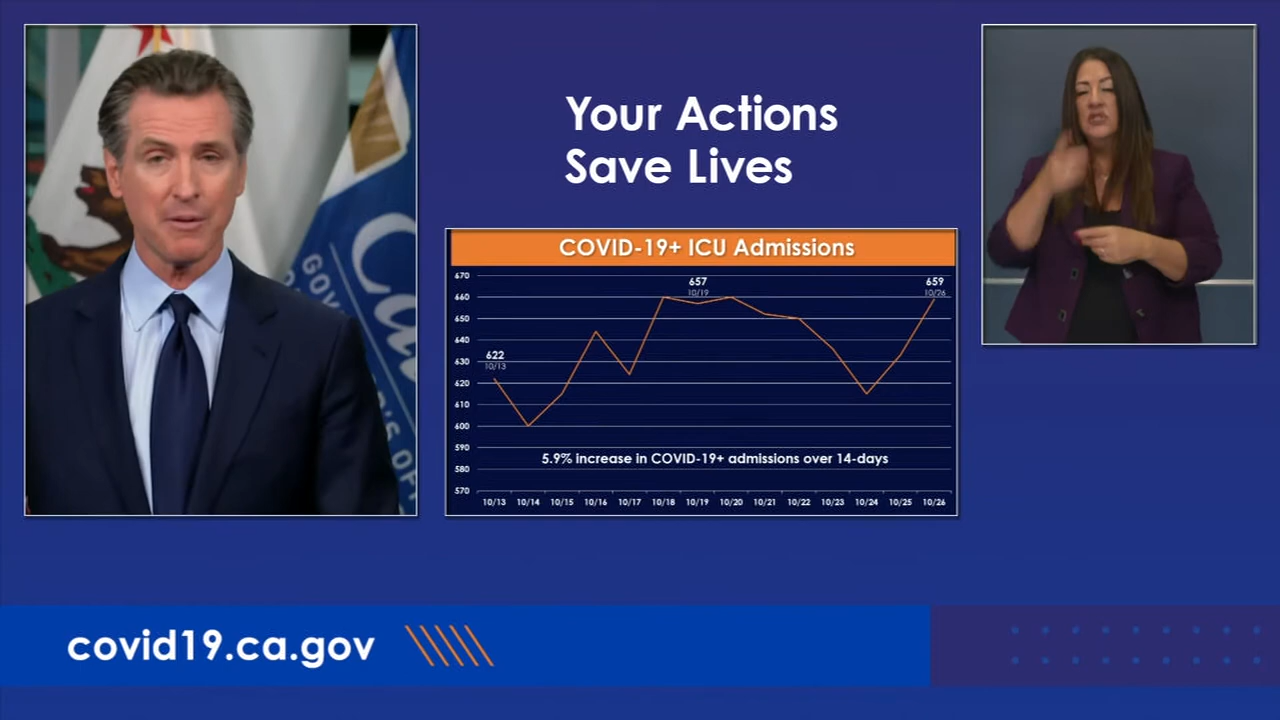 Your Actions
Save Lives
COVID-19+ ICU Admissions
670
660
650
640
630
620
610
600
590
580
570
622
10/13
657
10/19
659
10/26
5.9% increase in COVID-19+ admissions over 14-days
10/13 10/14 10/15 10/16 10/17 10/18 10/19 10/20 10/21 10/22 10/23 10/24 10/25 10/26
GOV
covid19.ca.gov